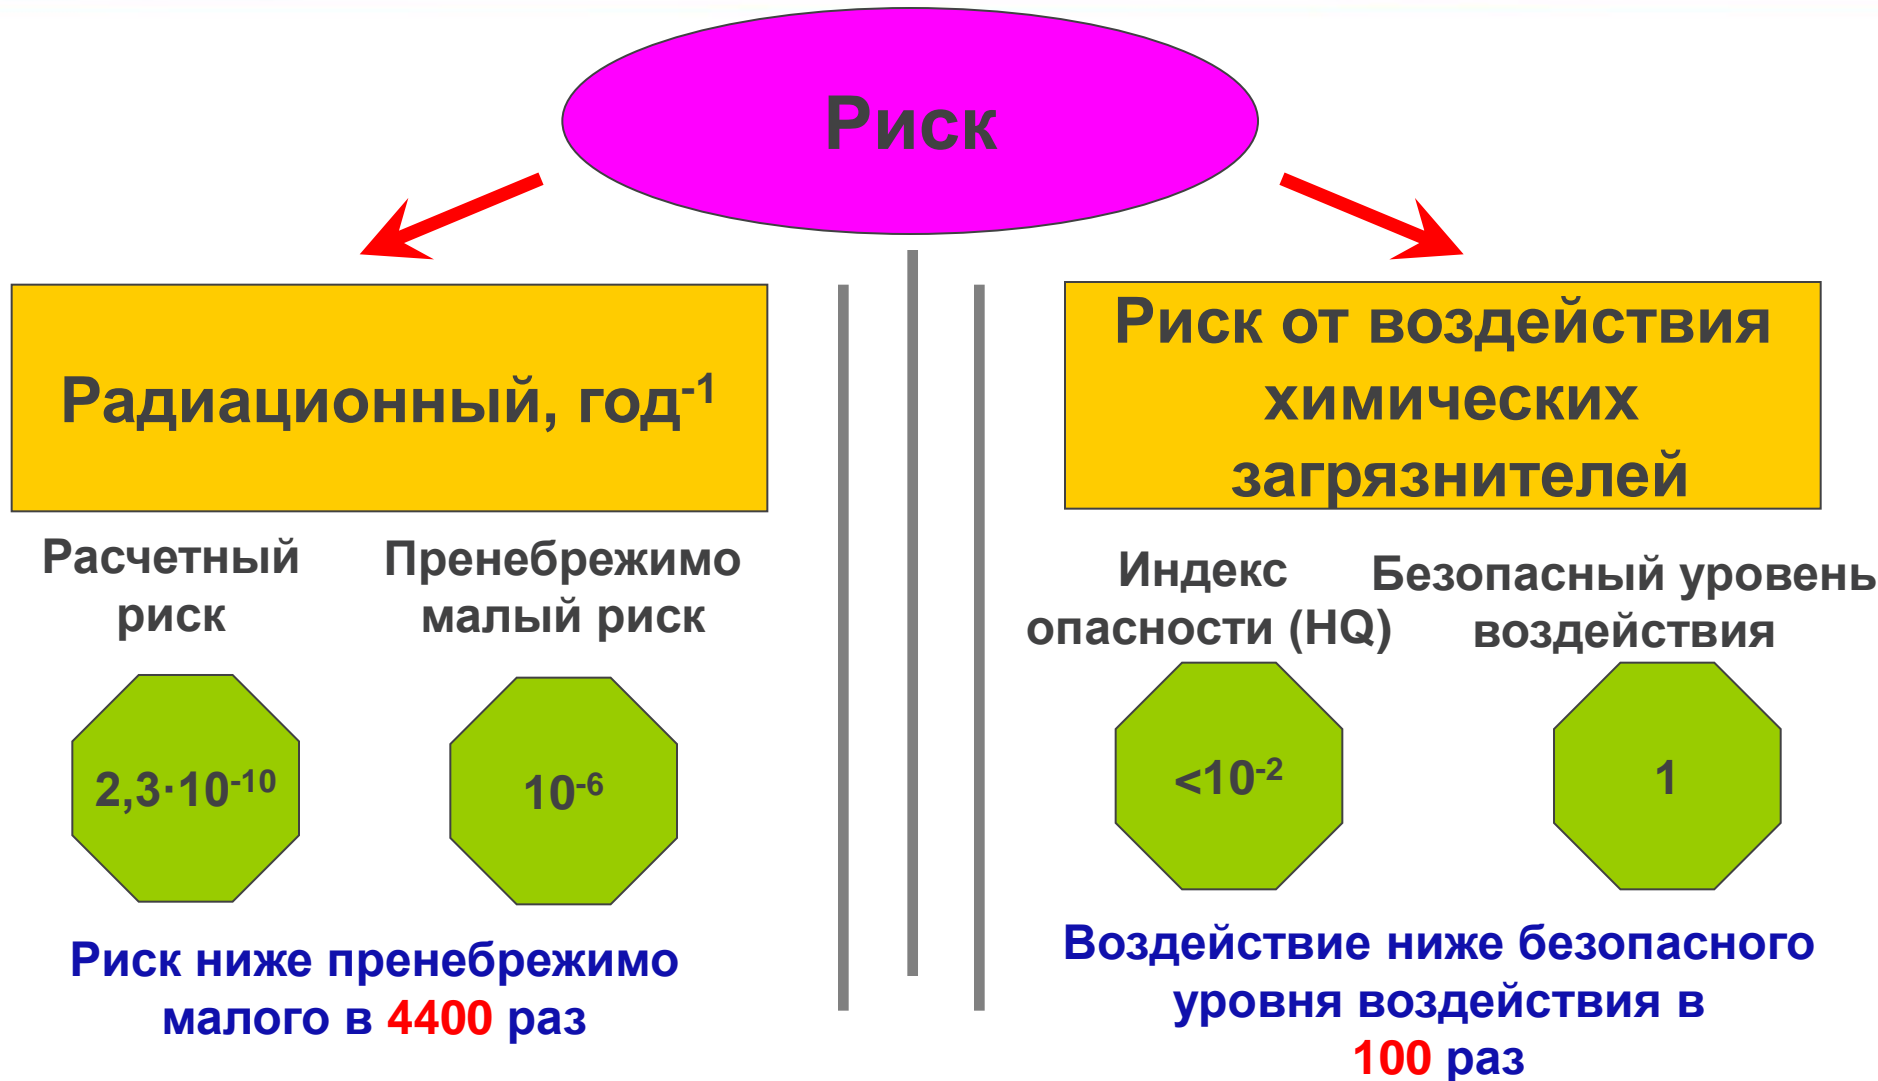 Риск
Радиационный, год⁻¹
Расчетный
риск
Пренебрежимо
малый риск
2,3·10⁻¹⁰
10⁻⁶
Риск ниже пренебрежимо
малого в 4400 раз
Риск от воздействия
химических
загрязнителей
Индекс
опасности (HQ)
Безопасный уровень
воздействия
<10⁻²
1
Воздействие ниже безопасного
уровня воздействия в
100 раз